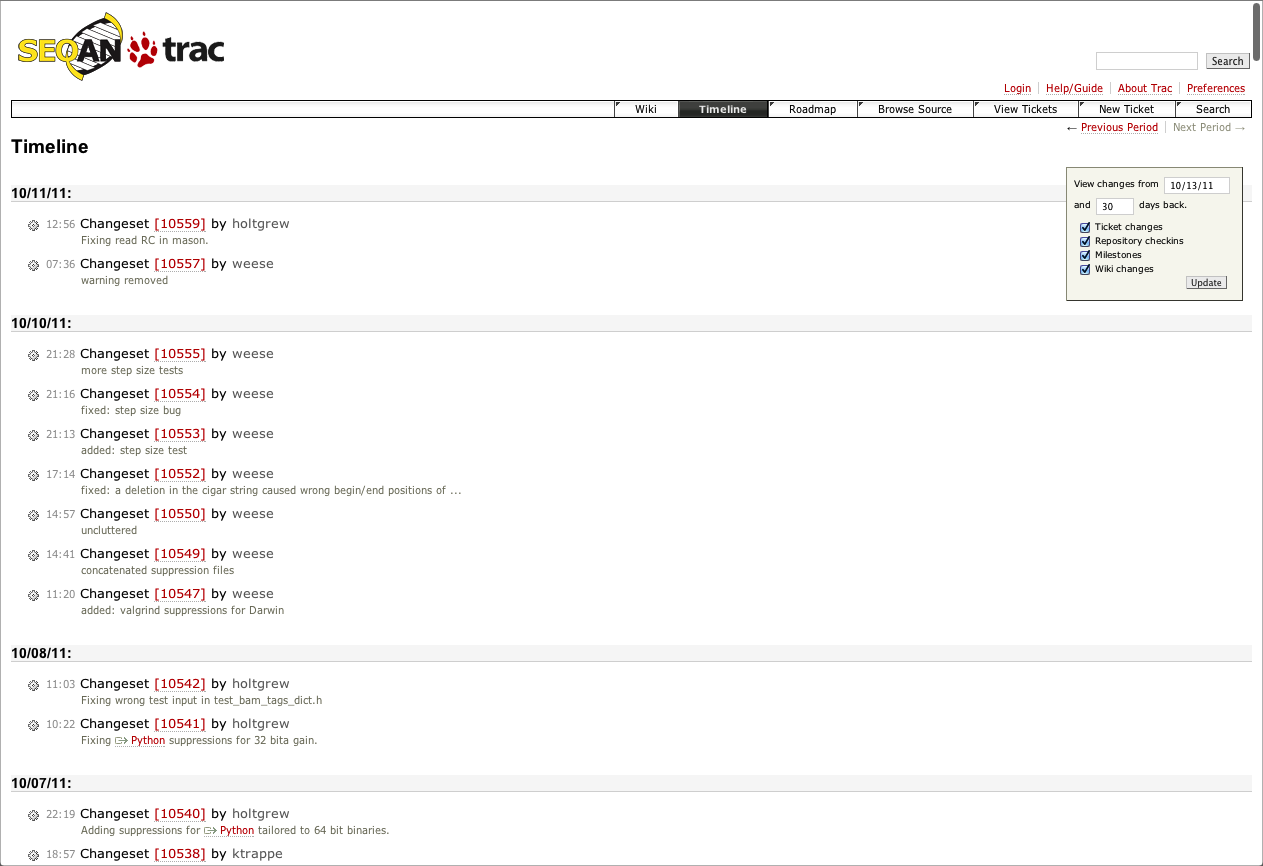 SEQAN trac
Search
Login Help/Guide About Trac Preferences
Wiki Timeline Roadmap Browse Source View Tickets New Ticket Search
← Previous Period Next Period →
Timeline
View changes from 10/13/11
and 30 days back.
Ticket changes
Repository checkins
Milestones
Wiki changes
Update
10/11/11:
12:56 Changeset [10559] by holtgrew
Fixing read RC in mason.
07:36 Changeset [10557] by weese
warning removed
10/10/11:
21:28 Changeset [10555] by weese
more step size tests
21:16 Changeset [10554] by weese
fixed: step size bug
21:13 Changeset [10553] by weese
added: step size test
17:14 Changeset [10552] by weese
fixed: a deletion in the cigar string caused wrong begin/end positions of ...
14:57 Changeset [10550] by weese
uncluttered
14:41 Changeset [10549] by weese
concatenated suppression files
11:20 Changeset [10547] by weese
added: valgrind suppressions for Darwin
10/08/11:
11:03 Changeset [10542] by holtgrew
Fixing wrong test input in test_bam_tags_dict.h
10:22 Changeset [10541] by holtgrew
Fixing Python suppressions for 32 bita gain.
10/07/11:
22:19 Changeset [10540] by holtgrew
Adding suppressions for Python tailored to 64 bit binaries.
18:57 Changeset [10538] by ktrappe